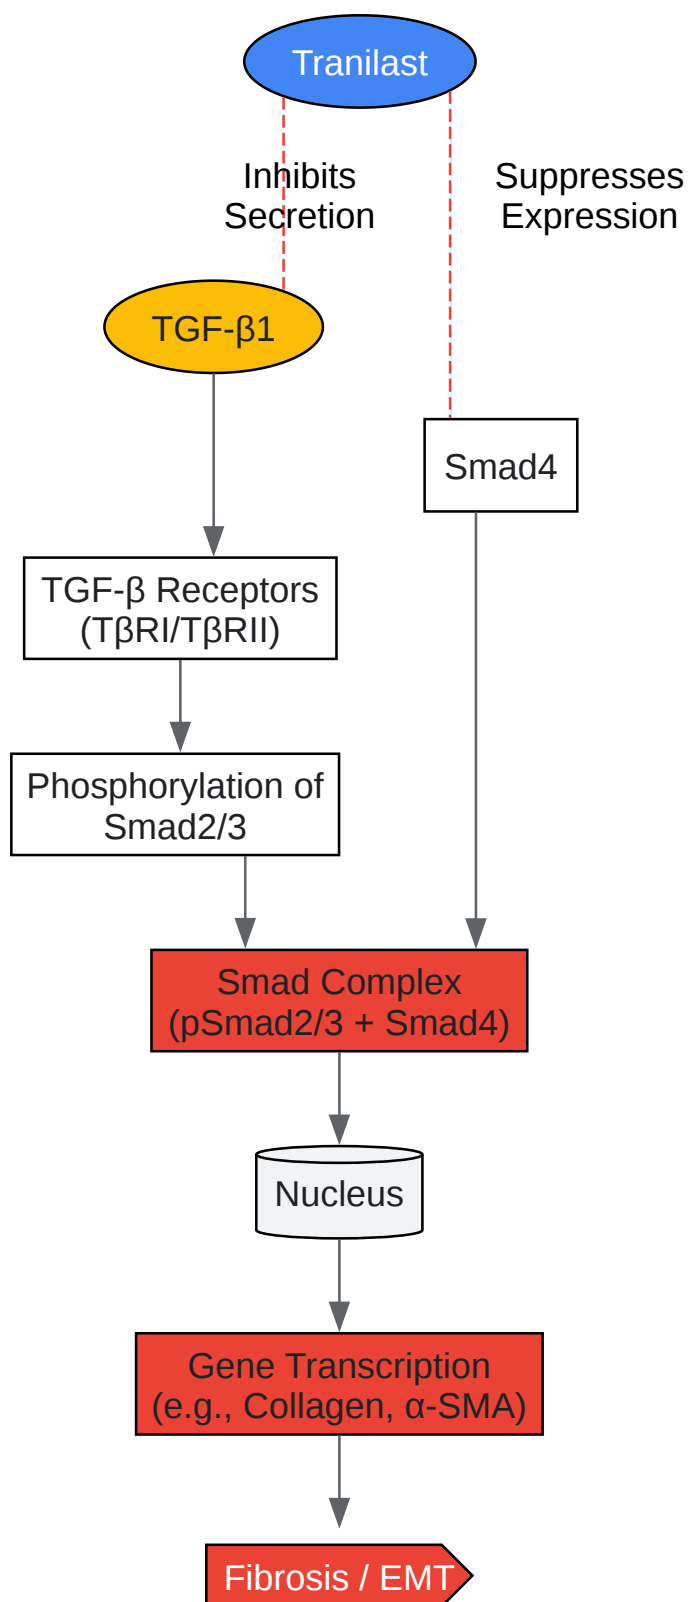 Tranilast
Inhibits
Secretion
Suppresses
Expression
TGF-β1
Smad4
TGF-β Receptors
(TβRI/TβRII)
Phosphorylation of
Smad2/3
Smad Complex
(pSmad2/3 + Smad4)
Nucleus
Gene Transcription
(e.g., Collagen, α-SMA)
Fibrosis / EMT